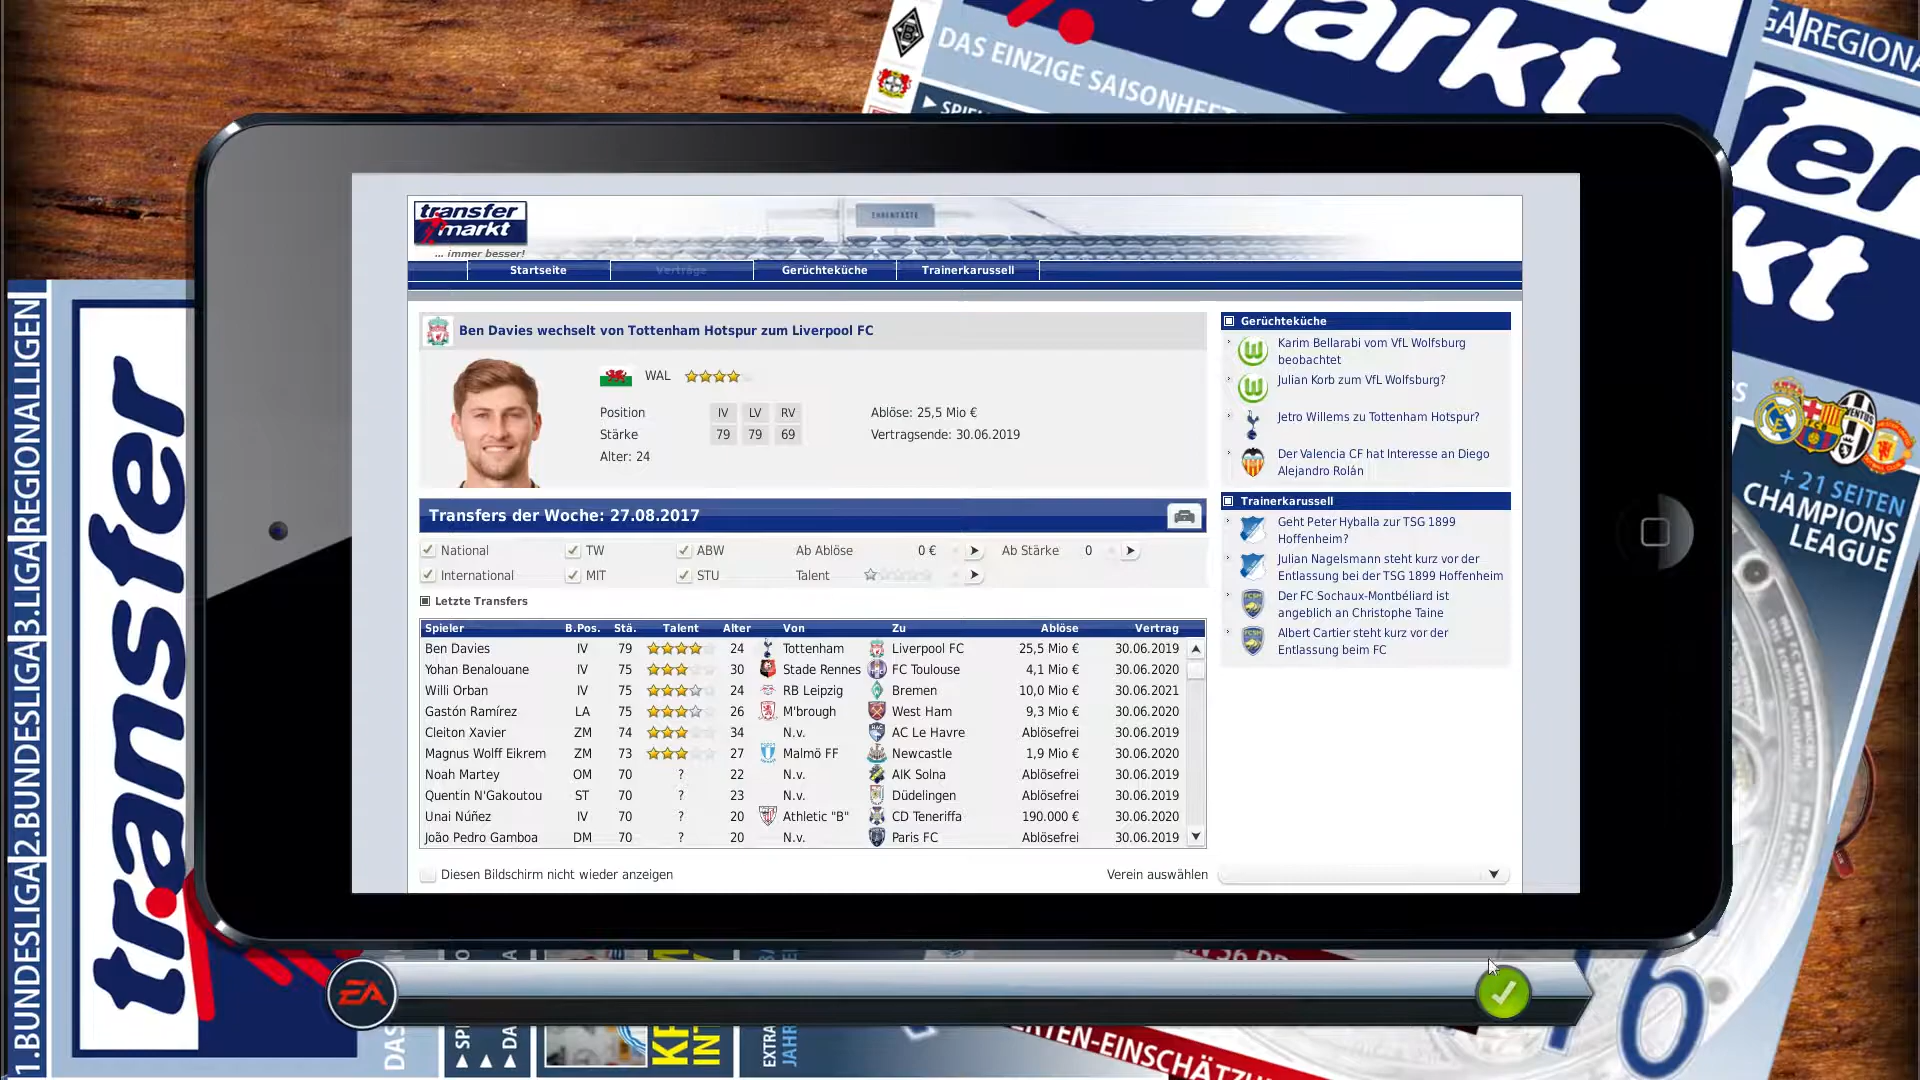 DAS EINZIGE SAISONHEFT
transfer
markt
... immer besser!
EHRENGÄSTE
Startseite
Verträge
Gerüchteküche
Trainerkarussell
Ben Davies wechselt von Tottenham Hotspur zum Liverpool FC
WAL
Position IV LV RV
Stärke 79 79 69
Alter: 24
Ablöse: 25,5 Mio €
Vertragsende: 30.06.2019
Transfers der Woche: 27.08.2017
National TW ABW Ab Ablöse 0 € Ab Stärke 0
International MIT STU Talent
Letzte Transfers
Spieler B.Pos. Stä. Talent Alter Von Zu Ablöse Vertrag
Ben Davies IV 79 24 Tottenham Liverpool FC 25,5 Mio € 30.06.2019
Yohan Benalouane IV 75 30 Stade Rennes FC Toulouse 4,1 Mio € 30.06.2020
Willi Orban IV 75 24 RB Leipzig Bremen 10,0 Mio € 30.06.2021
Gastón Ramírez LA 75 26 M'brough West Ham 9,3 Mio € 30.06.2020
Cleiton Xavier ZM 74 34 N.v. AC Le Havre Ablösefrei 30.06.2019
Magnus Wolff Eikrem ZM 73 27 Malmö FF Newcastle 1,9 Mio € 30.06.2020
Noah Martey OM 70 ? 22 N.v. AIK Solna Ablösefrei 30.06.2019
Quentin N'Gakoutou ST 70 ? 23 N.v. Düdelingen Ablösefrei 30.06.2019
Unai Núñez IV 70 ? 20 Athletic "B" CD Teneriffa 190.000 € 30.06.2020
João Pedro Gamboa DM 70 ? 20 N.v. Paris FC Ablösefrei 30.06.2019
Diesen Bildschirm nicht wieder anzeigen
Verein auswählen
Gerüchteküche
Karim Bellarabi vom VfL Wolfsburg
beobachtet
Julian Korb zum VfL Wolfsburg?
Jetro Willems zu Tottenham Hotspur?
Der Valencia CF hat Interesse an Diego
Alejandro Rolán
Trainerkarussell
Geht Peter Hyballa zur TSG 1899
Hoffenheim?
Julian Nagelsmann steht kurz vor der
Entlassung bei der TSG 1899 Hoffenheim
Der FC Sochaux-Montbéliard ist
angeblich an Christophe Taine
Albert Cartier steht kurz vor der
Entlassung beim FC
+ 21 SEITEN
CHAMPIONS
LEAGUE
1.BUNDESLIGA 2.BUNDESLIGA 3.LIGA REGIONALLIGEN
transfer
EA
DAS
EXTRA